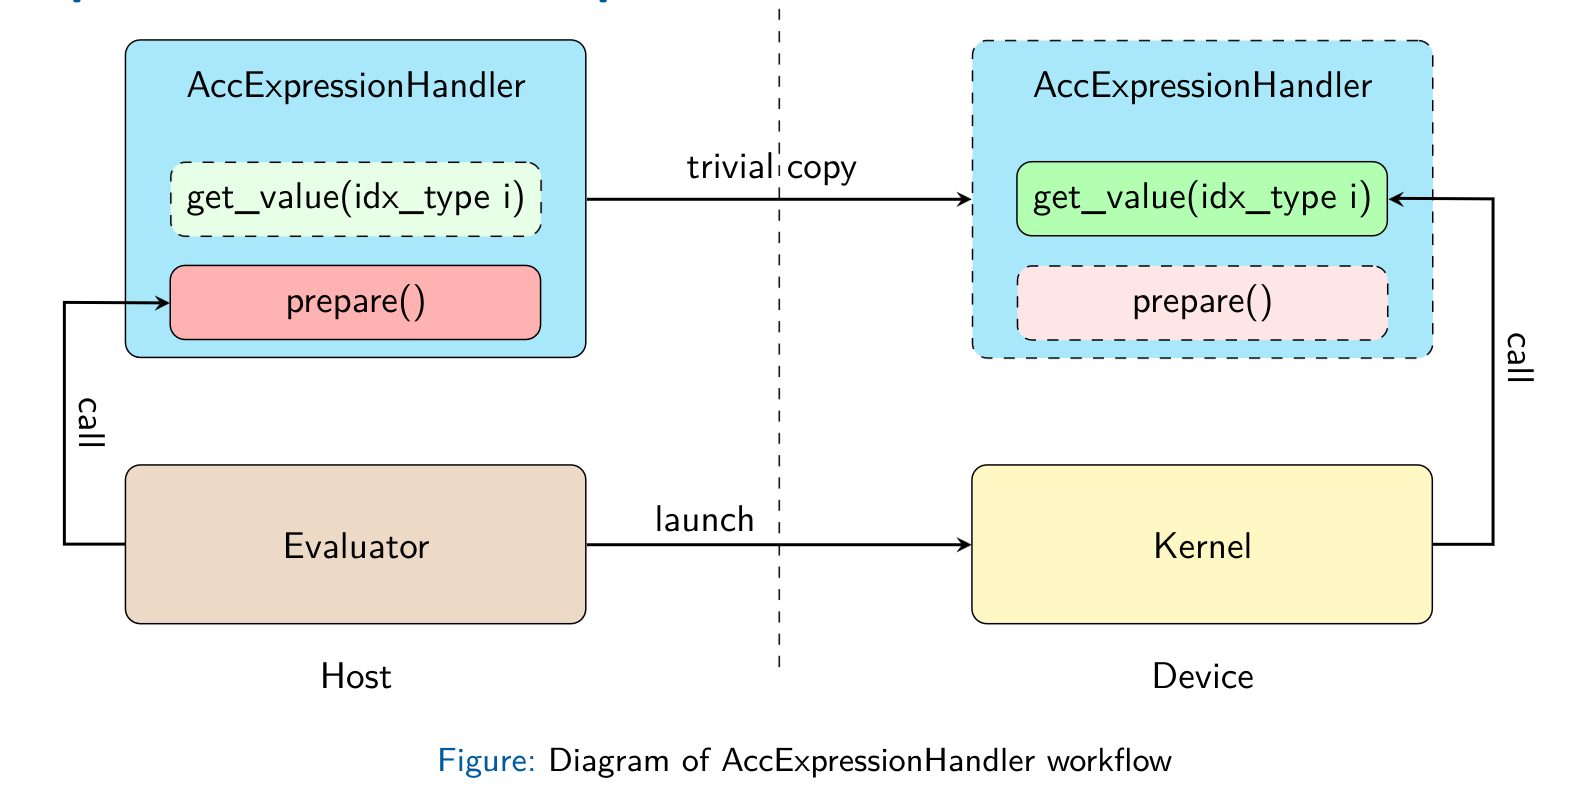 AccExpressionHandler
get_value(idx_type i)
prepare()
trivial copy
AccExpressionHandler
get_value(idx_type i)
prepare()
call
call
Evaluator
launch
Kernel
Host
Device
Figure: Diagram of AccExpressionHandler workflow